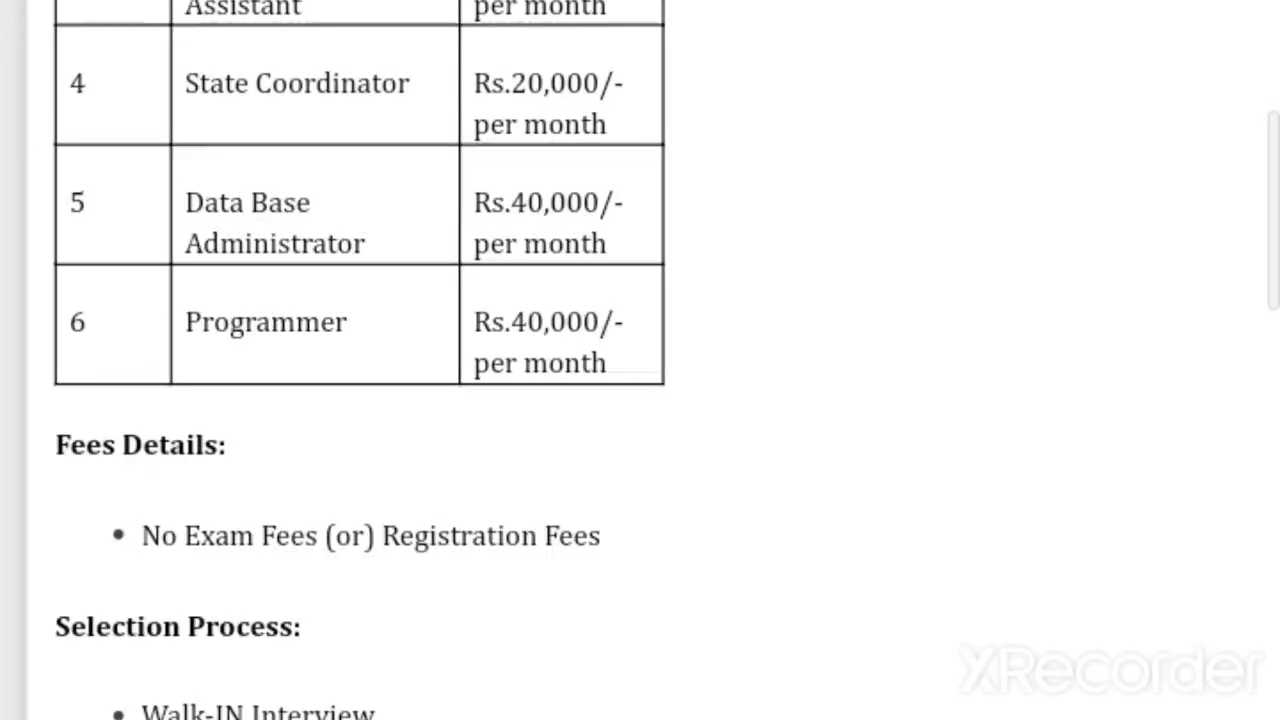 Assistant
per month
4
State Coordinator
Rs.20,000/-
per month
5
Data Base
Administrator
Rs.40,000/-
per month
6
Programmer
Rs.40,000/-
per month
Fees Details:
• No Exam Fees (or) Registration Fees
Selection Process:
• Walk-IN Interview
XRecorder